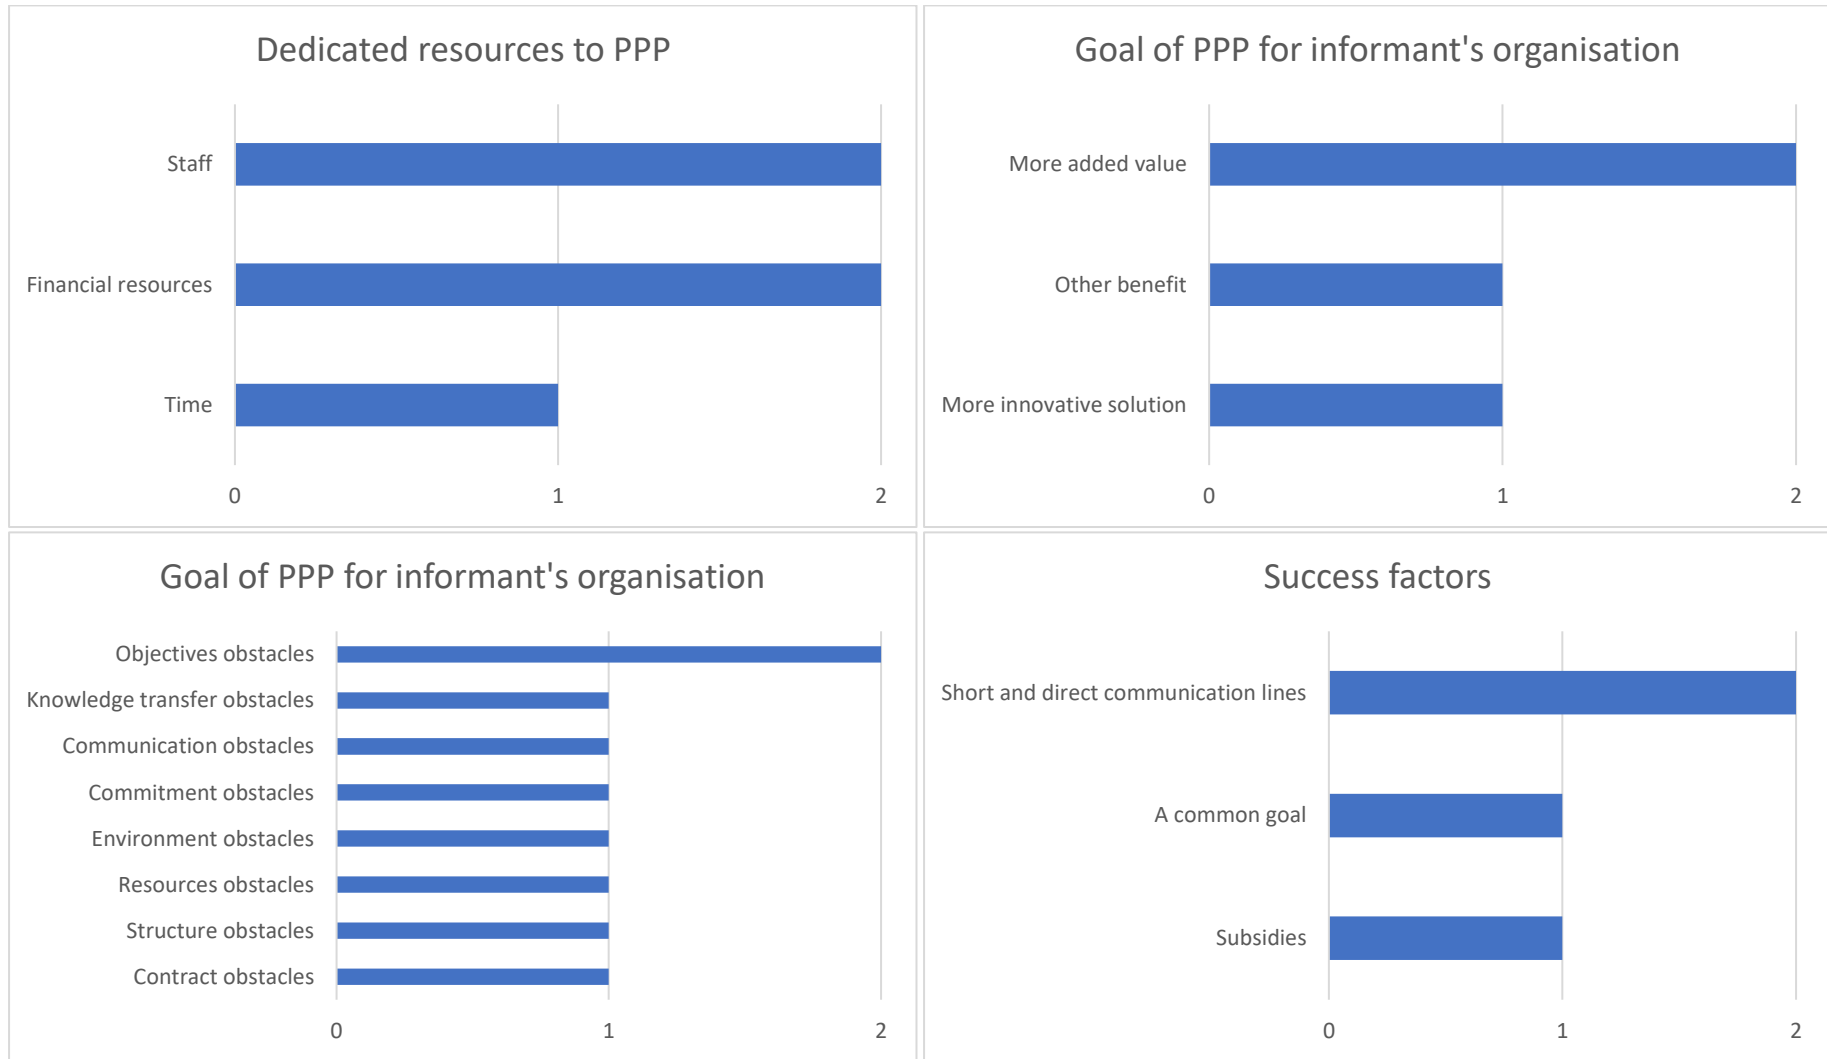 Dedicated resources to PPP
Staff
Financial resources
Time
0 1 2
Goal of PPP for informant's organisation
More added value
Other benefit
More innovative solution
0 1 2
Goal of PPP for informant's organisation
Objectives obstacles
Knowledge transfer obstacles
Communication obstacles
Commitment obstacles
Environment obstacles
Resources obstacles
Structure obstacles
Contract obstacles
0 1 2
Success factors
Short and direct communication lines
A common goal
Subsidies
0 1 2